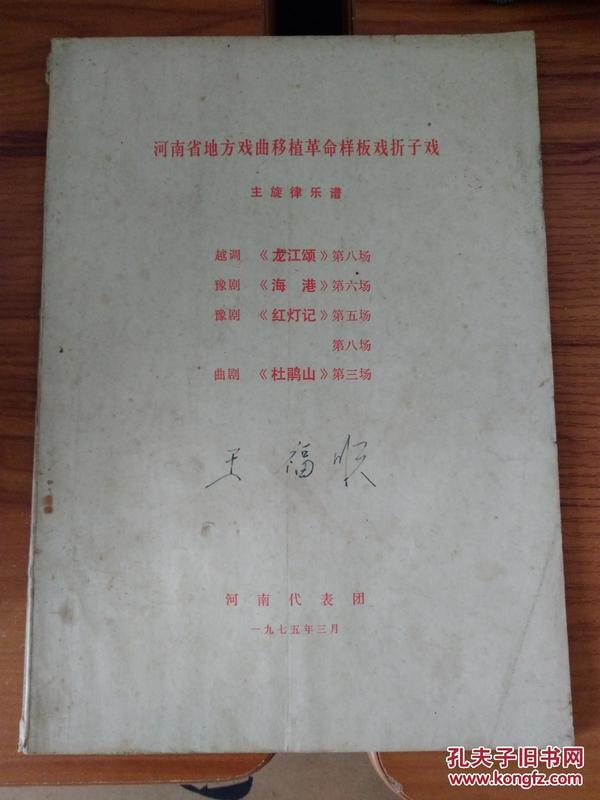 河南省地方戏曲移植革命样板戏折子戏
主旋律乐谱
越调 《龙江颂》第八场
豫剧 《海 港》第六场
豫剧 《红灯记》第五场
第八场
曲剧 《杜鹃山》第三场
王福顺
河南代表团
一九七五年三月
孔夫子旧书网
www.kongfz.com